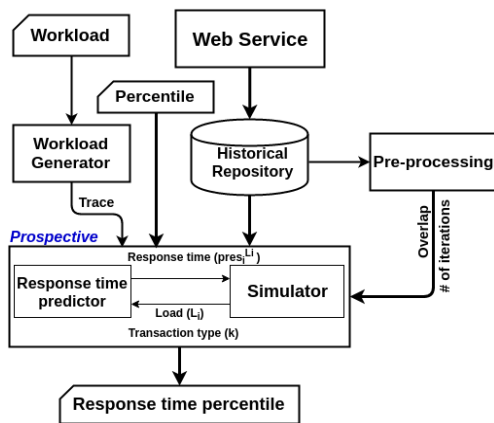 Workload
Web Service
Percentile
Workload
Generator
Historical
Repository
Pre-processing
Trace
Overlap
# of iterations
Prospective
Response time (pres_i^Li )
Response time
predictor
Simulator
Load (L_i)
Transaction type (k)
Response time percentile